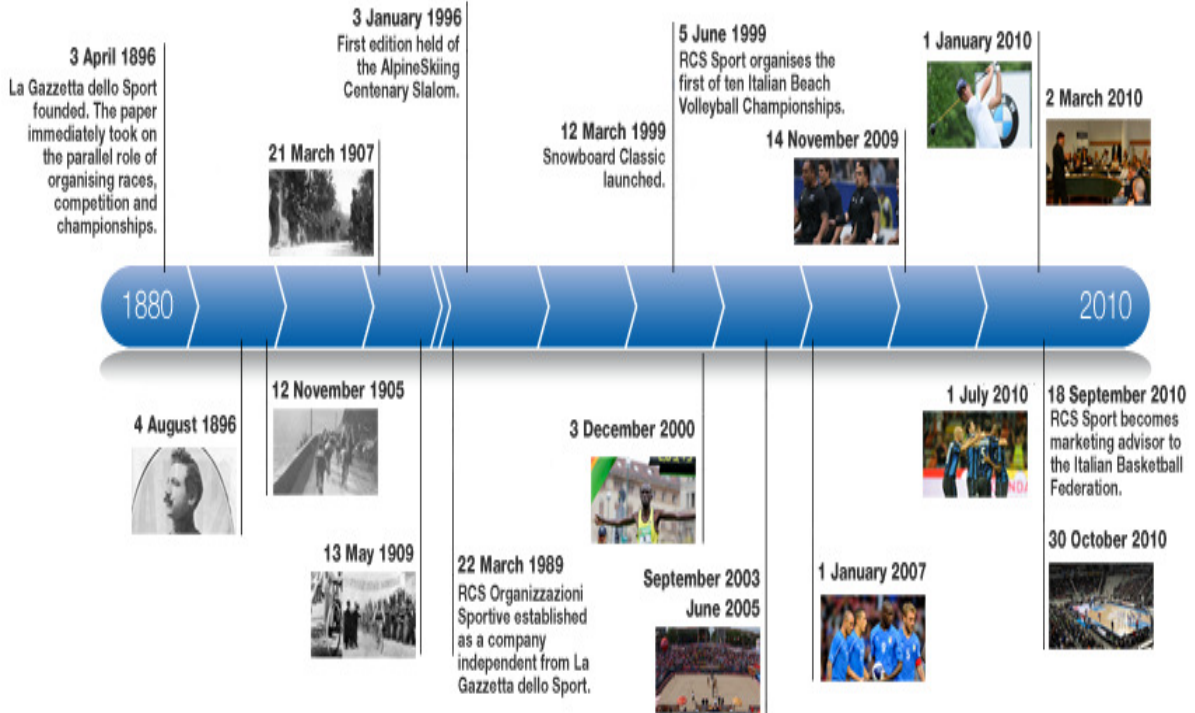 3 April 1896
La Gazzetta dello Sport
founded. The paper
immediately took on
the parallel role of
organising races,
competition and
championships.
21 March 1907
3 January 1996
First edition held of
the AlpineSkiing
Centenary Slalom.
12 March 1999
Snowboard Classic
launched.
5 June 1999
RCS Sport organises the
first of ten Italian Beach
Volleyball Championships.
14 November 2009
1 January 2010
2 March 2010
1880
2010
4 August 1896
12 November 1905
13 May 1909
22 March 1989
RCS Organizzazioni
Sportive established
as a company
independent from La
Gazzetta dello Sport.
3 December 2000
September 2003
June 2005
1 January 2007
1 July 2010
18 September 2010
RCS Sport becomes
marketing advisor to
the Italian Basketball
Federation.
30 October 2010